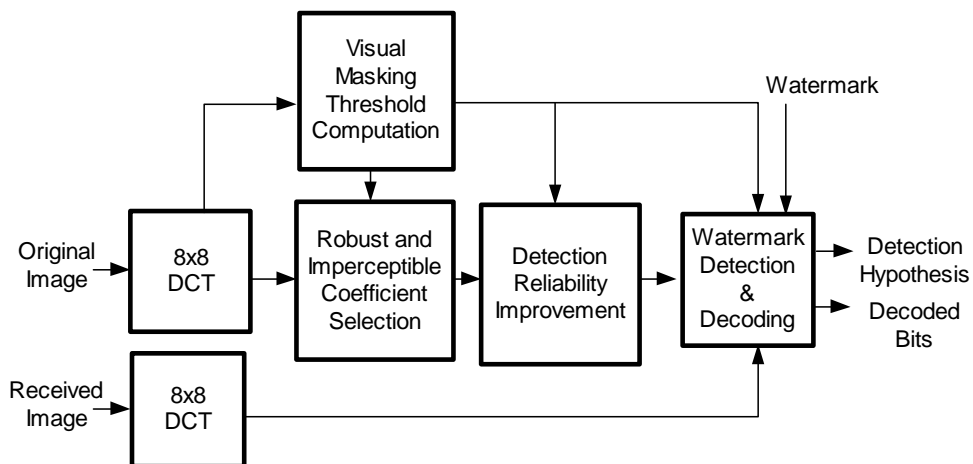 Visual
Masking
Threshold
Computation
Watermark
Original
Image
8x8
DCT
Robust and
Imperceptible
Coefficient
Selection
Detection
Reliability
Improvement
Watermark
Detection
&
Decoding
Detection
Hypothesis
Decoded
Bits
Received
Image
8x8
DCT